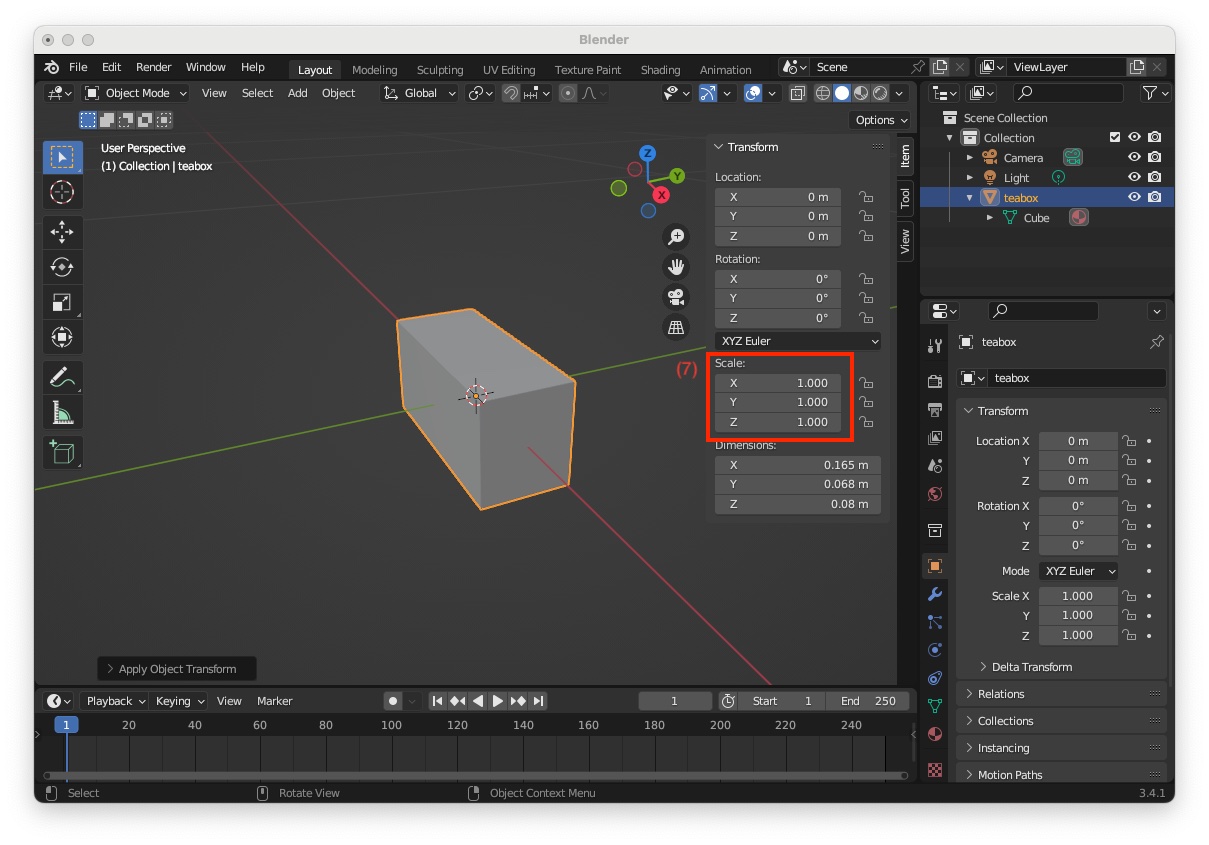 Blender
File Edit Render Window Help Layout Modeling Sculpting UV Editing Texture Paint Shading Animation Scene ViewLayer
Object Mode View Select Add Object Global
Options
User Perspective
(1) Collection | teabox
Z
Y
X
Transform
Location:
X 0 m
Y 0 m
Z 0 m
Rotation:
X 0°
Y 0°
Z 0°
XYZ Euler
(7)
Scale:
X 1.000
Y 1.000
Z 1.000
Dimensions:
X 0.165 m
Y 0.068 m
Z 0.08 m
Item
Tool
View
Apply Object Transform
Scene Collection
Collection
Camera
Light
teabox
Cube
teabox
teabox
Transform
Location X 0 m
Y 0 m
Z 0 m
Rotation X 0°
Y 0°
Z 0°
Mode XYZ Euler
Scale X 1.000
Y 1.000
Z 1.000
Delta Transform
Relations
Collections
Instancing
Motion Paths
Playback Keying View Marker 1 Start 1 End 250
1 20 40 60 80 100 120 140 160 180 200 220 240
Select Rotate View Object Context Menu 3.4.1